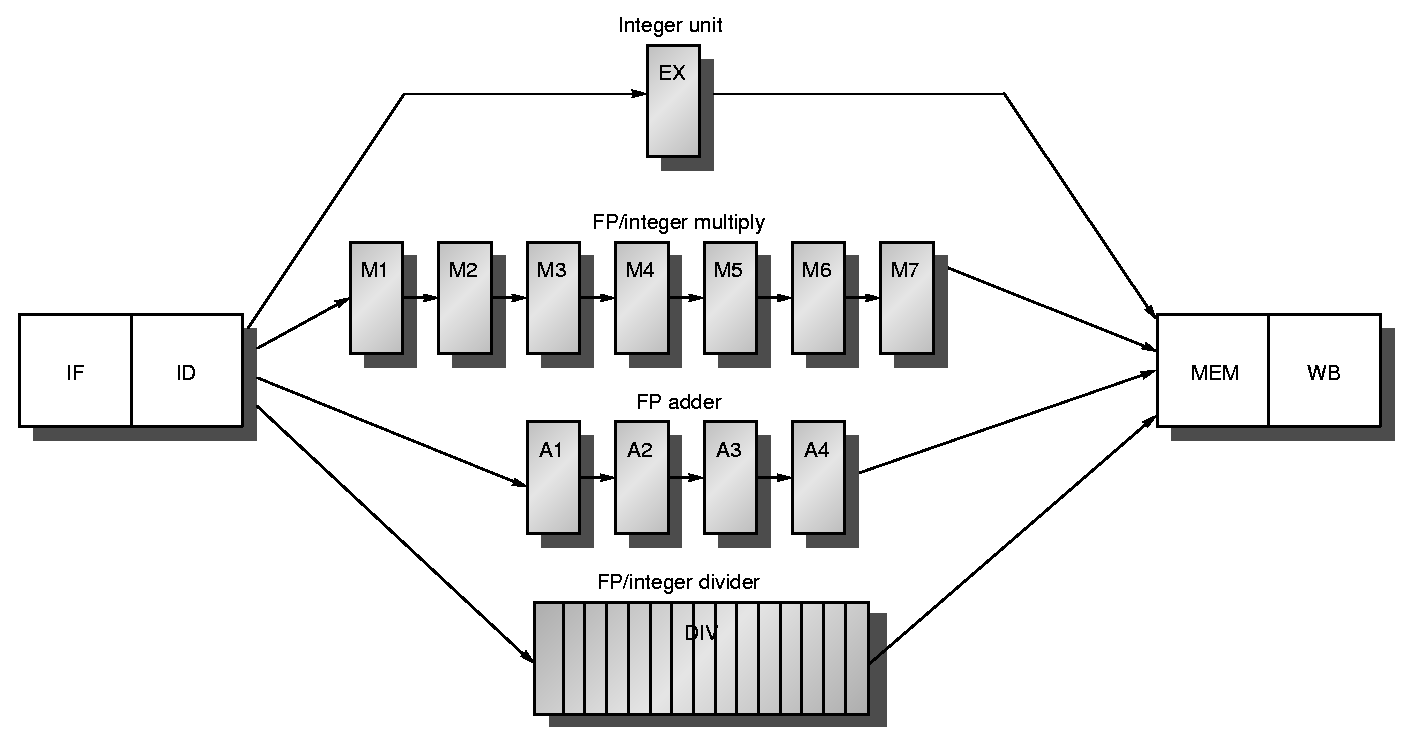 Integer unit
EX
FP/integer multiply
M1 M2 M3 M4 M5 M6 M7
IF ID
MEM WB
FP adder
A1 A2 A3 A4
FP/integer divider
DIV